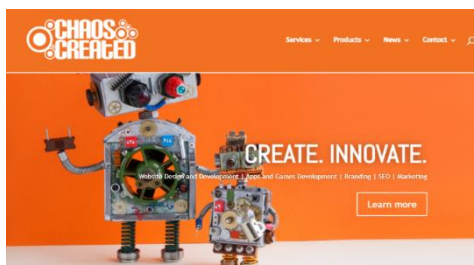 CHAOS
CREATED
Services
Products
News
Contact
CREATE. INNOVATE.
Website Design and Development | Apps and Games Development | Branding | SEO | Marketing
Learn more